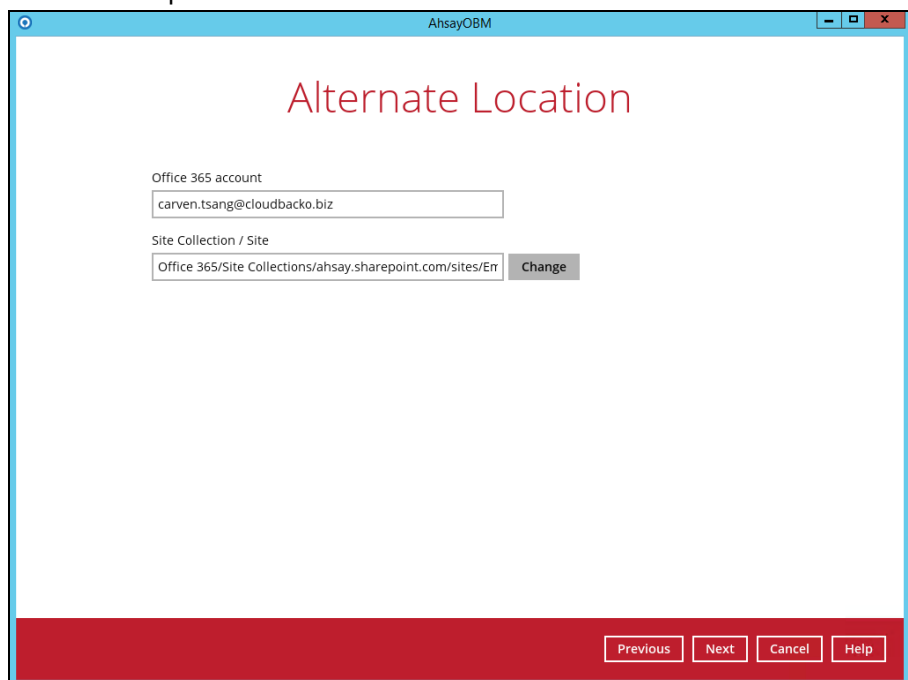 AhsayOBM
Alternate Location
Office 365 account
carven.tsang@cloudbacko.biz
Site Collection / Site
Office 365/Site Collections/ahsay.sharepoint.com/sites/Em
Change
Previous Next Cancel Help